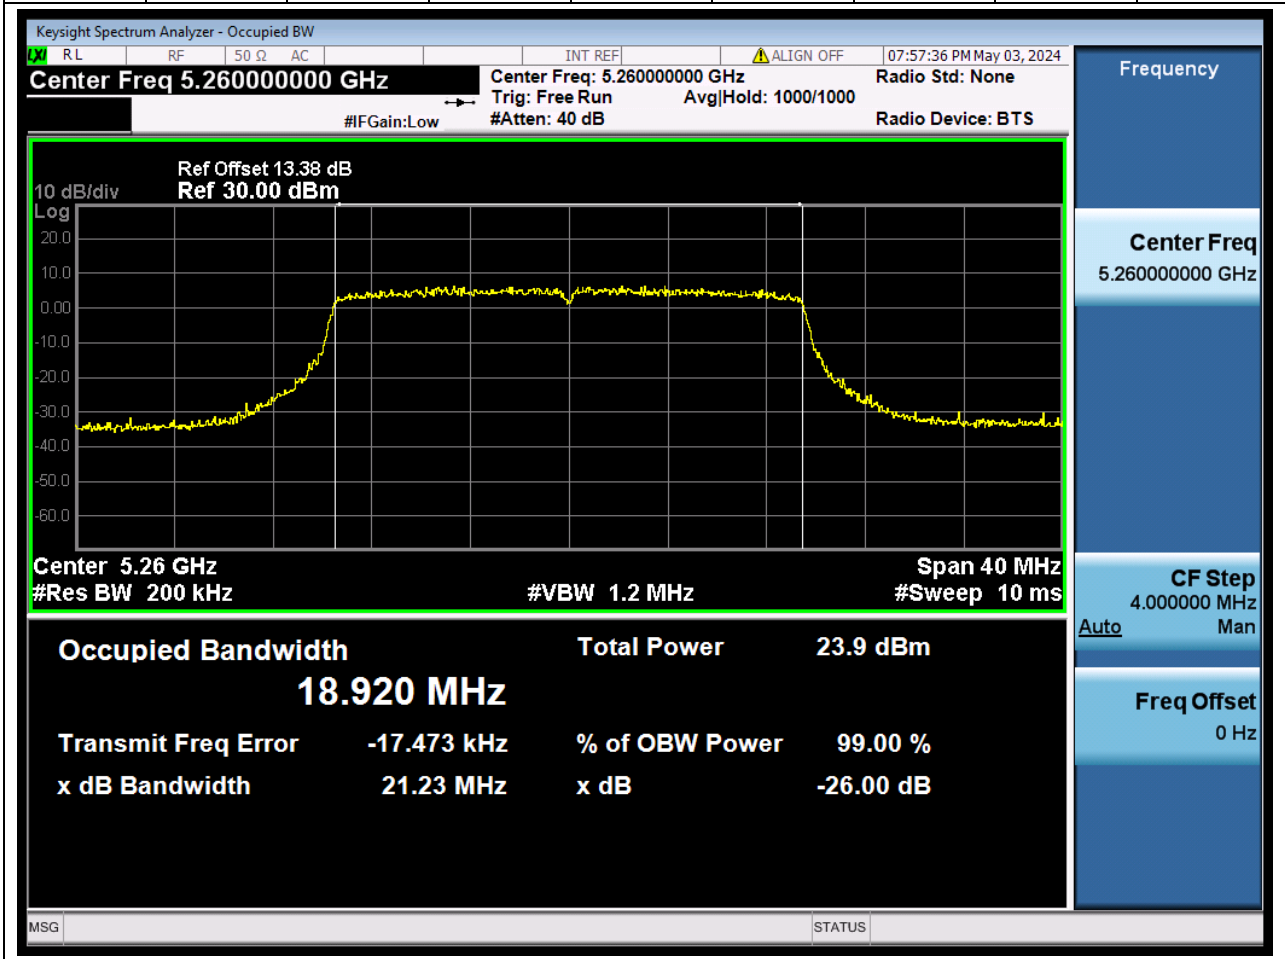 Keysight Spectrum Analyzer - Occupied BW
LXI RL RF 50 Ω AC INT REF ALIGN OFF 07:57:36 PM May 03, 2024
Center Freq 5.260000000 GHz
Center Freq: 5.260000000 GHz
Radio Std: None
Trig: Free Run Avg|Hold: 1000/1000
#IFGain:Low
#Atten: 40 dB
Radio Device: BTS
Ref Offset 13.38 dB
10 dB/div Ref 30.00 dBm
Log
20.0
10.0
0.00
-10.0
-20.0
-30.0
-40.0
-50.0
-60.0
Center 5.26 GHz Span 40 MHz
#Res BW 200 kHz #VBW 1.2 MHz #Sweep 10 ms
Occupied Bandwidth Total Power 23.9 dBm
18.920 MHz
Transmit Freq Error -17.473 kHz % of OBW Power 99.00 %
x dB Bandwidth 21.23 MHz x dB -26.00 dB
MSG STATUS
Frequency
Center Freq
5.260000000 GHz
CF Step
4.000000 MHz
Auto Man
Freq Offset
0 Hz